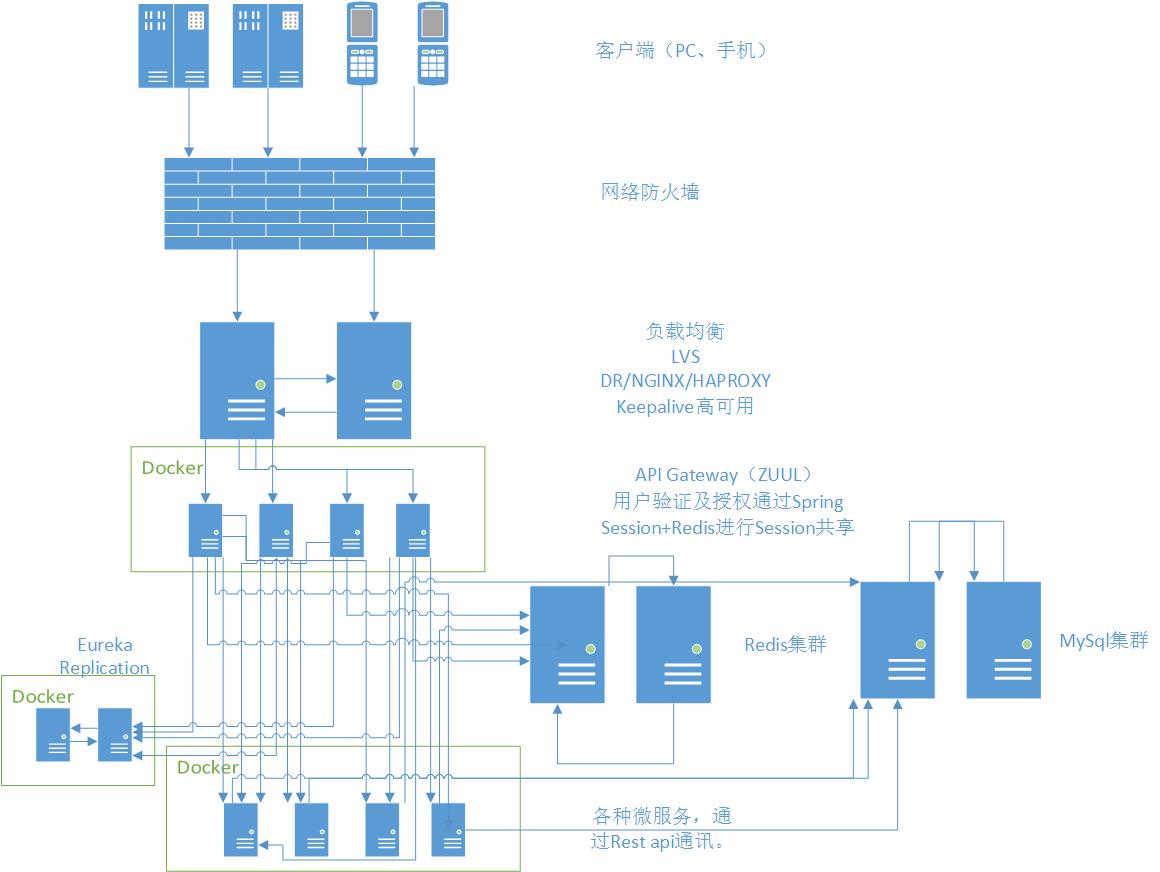 客户端（PC、手机）
网络防火墙
负载均衡
LVS
DR/NGINX/HAPROXY
Keepalive高可用
Docker
API Gateway（ZUUL）
用户验证及授权通过Spring
Session+Redis进行Session共享
Eureka
Replication
Redis集群
MySql集群
Docker
Docker
各种微服务，通
过Rest api通讯。